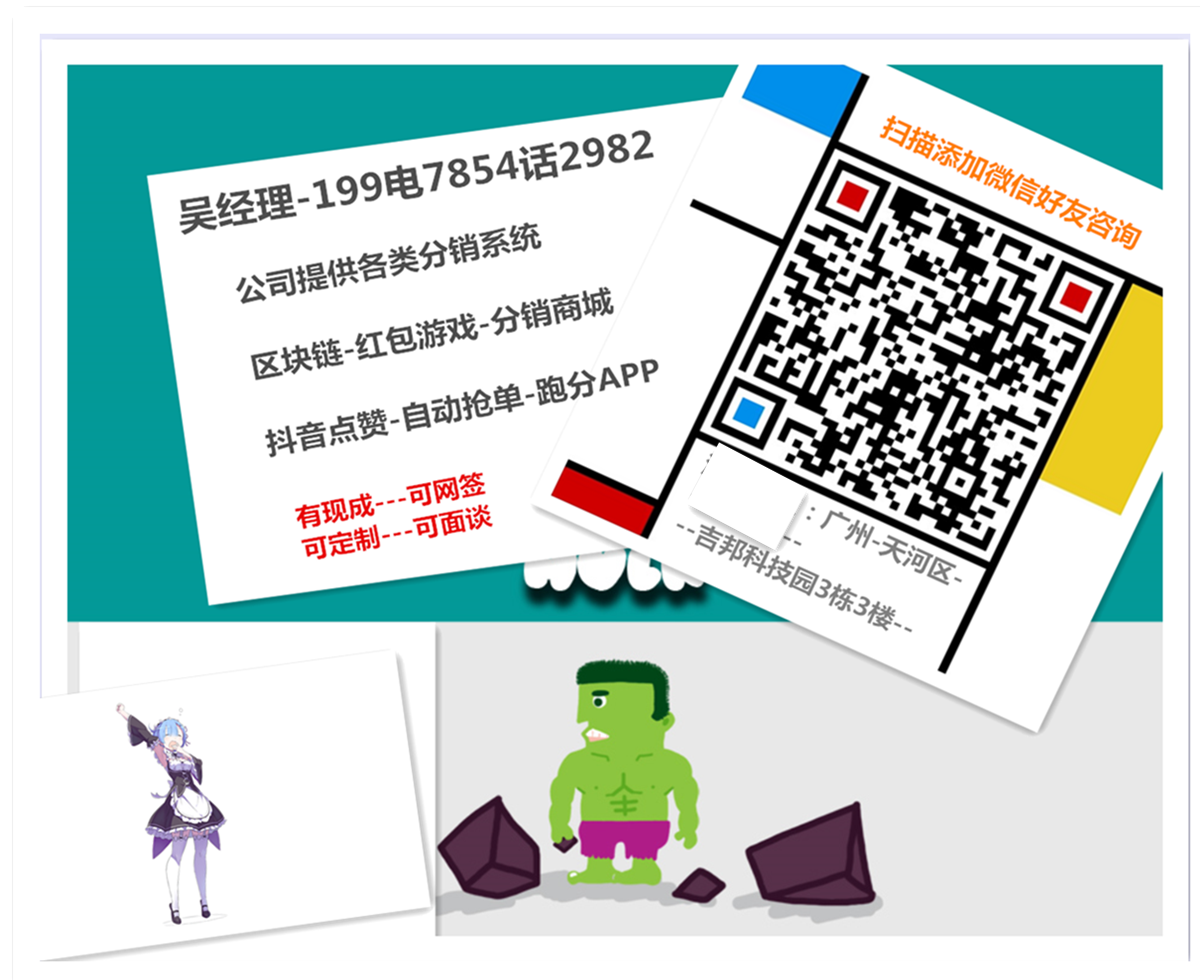 吴经理-199电7854话2982
公司提供各类分销系统
区块链-红包游戏-分销商城
抖音点赞-自动抢单-跑分APP
有现成---可网签
可定制---可面谈
扫描添加微信好友咨询
：广州-天河区-
--
--吉邦科技园3栋3楼--